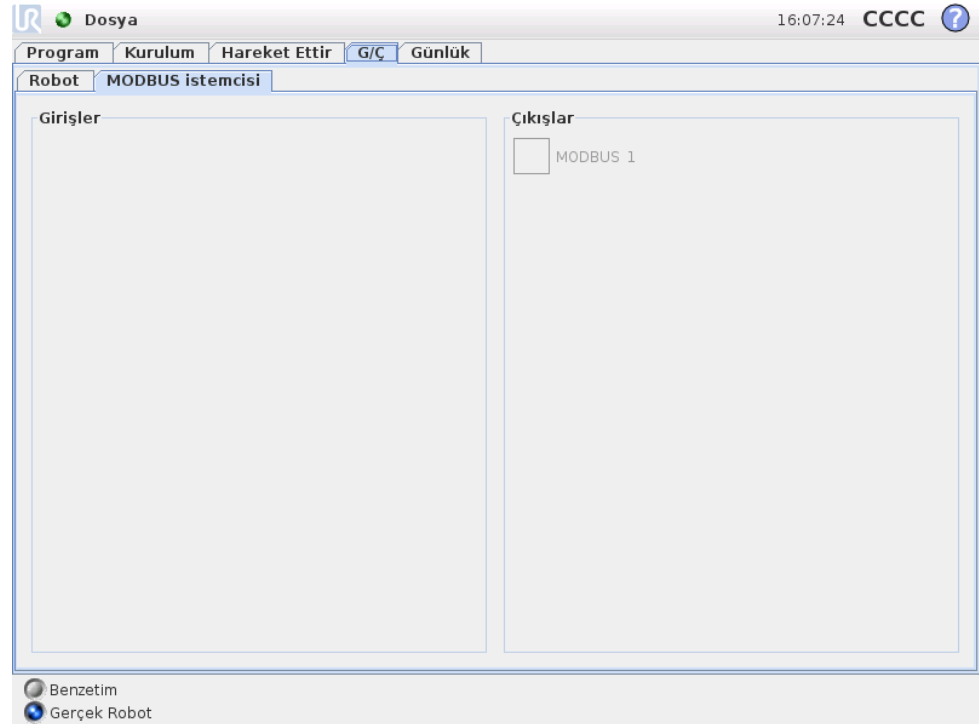 UR Dosya 16:07:24 CCCC ?
Program Kurulum Hareket Ettir G/Ç Günlük
Robot MODBUS istemcisi
Girişler
Çıkışlar
MODBUS 1
Benzetim
Gerçek Robot